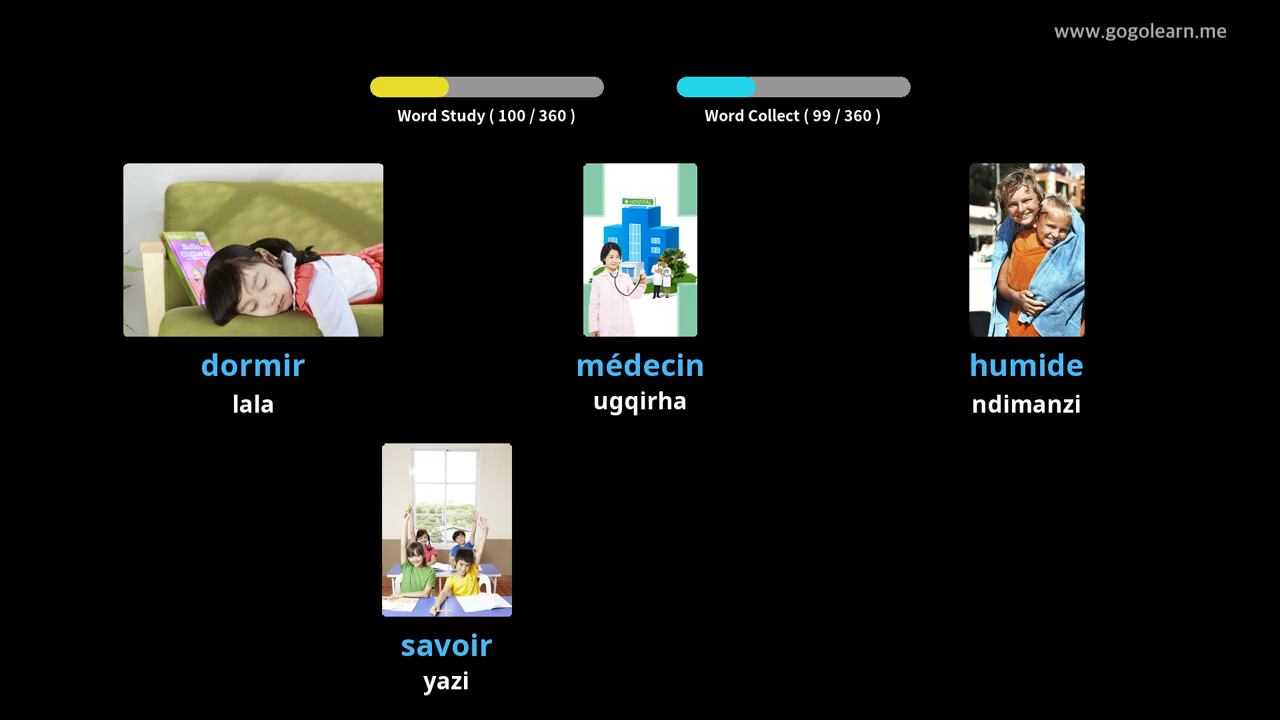 www.gogolearn.me
Word Study ( 100 / 360 )
Word Collect ( 99 / 360 )
HOSPITAL
dormir
médecin
humide
lala
ugqirha
ndimanzi
savoir
yazi